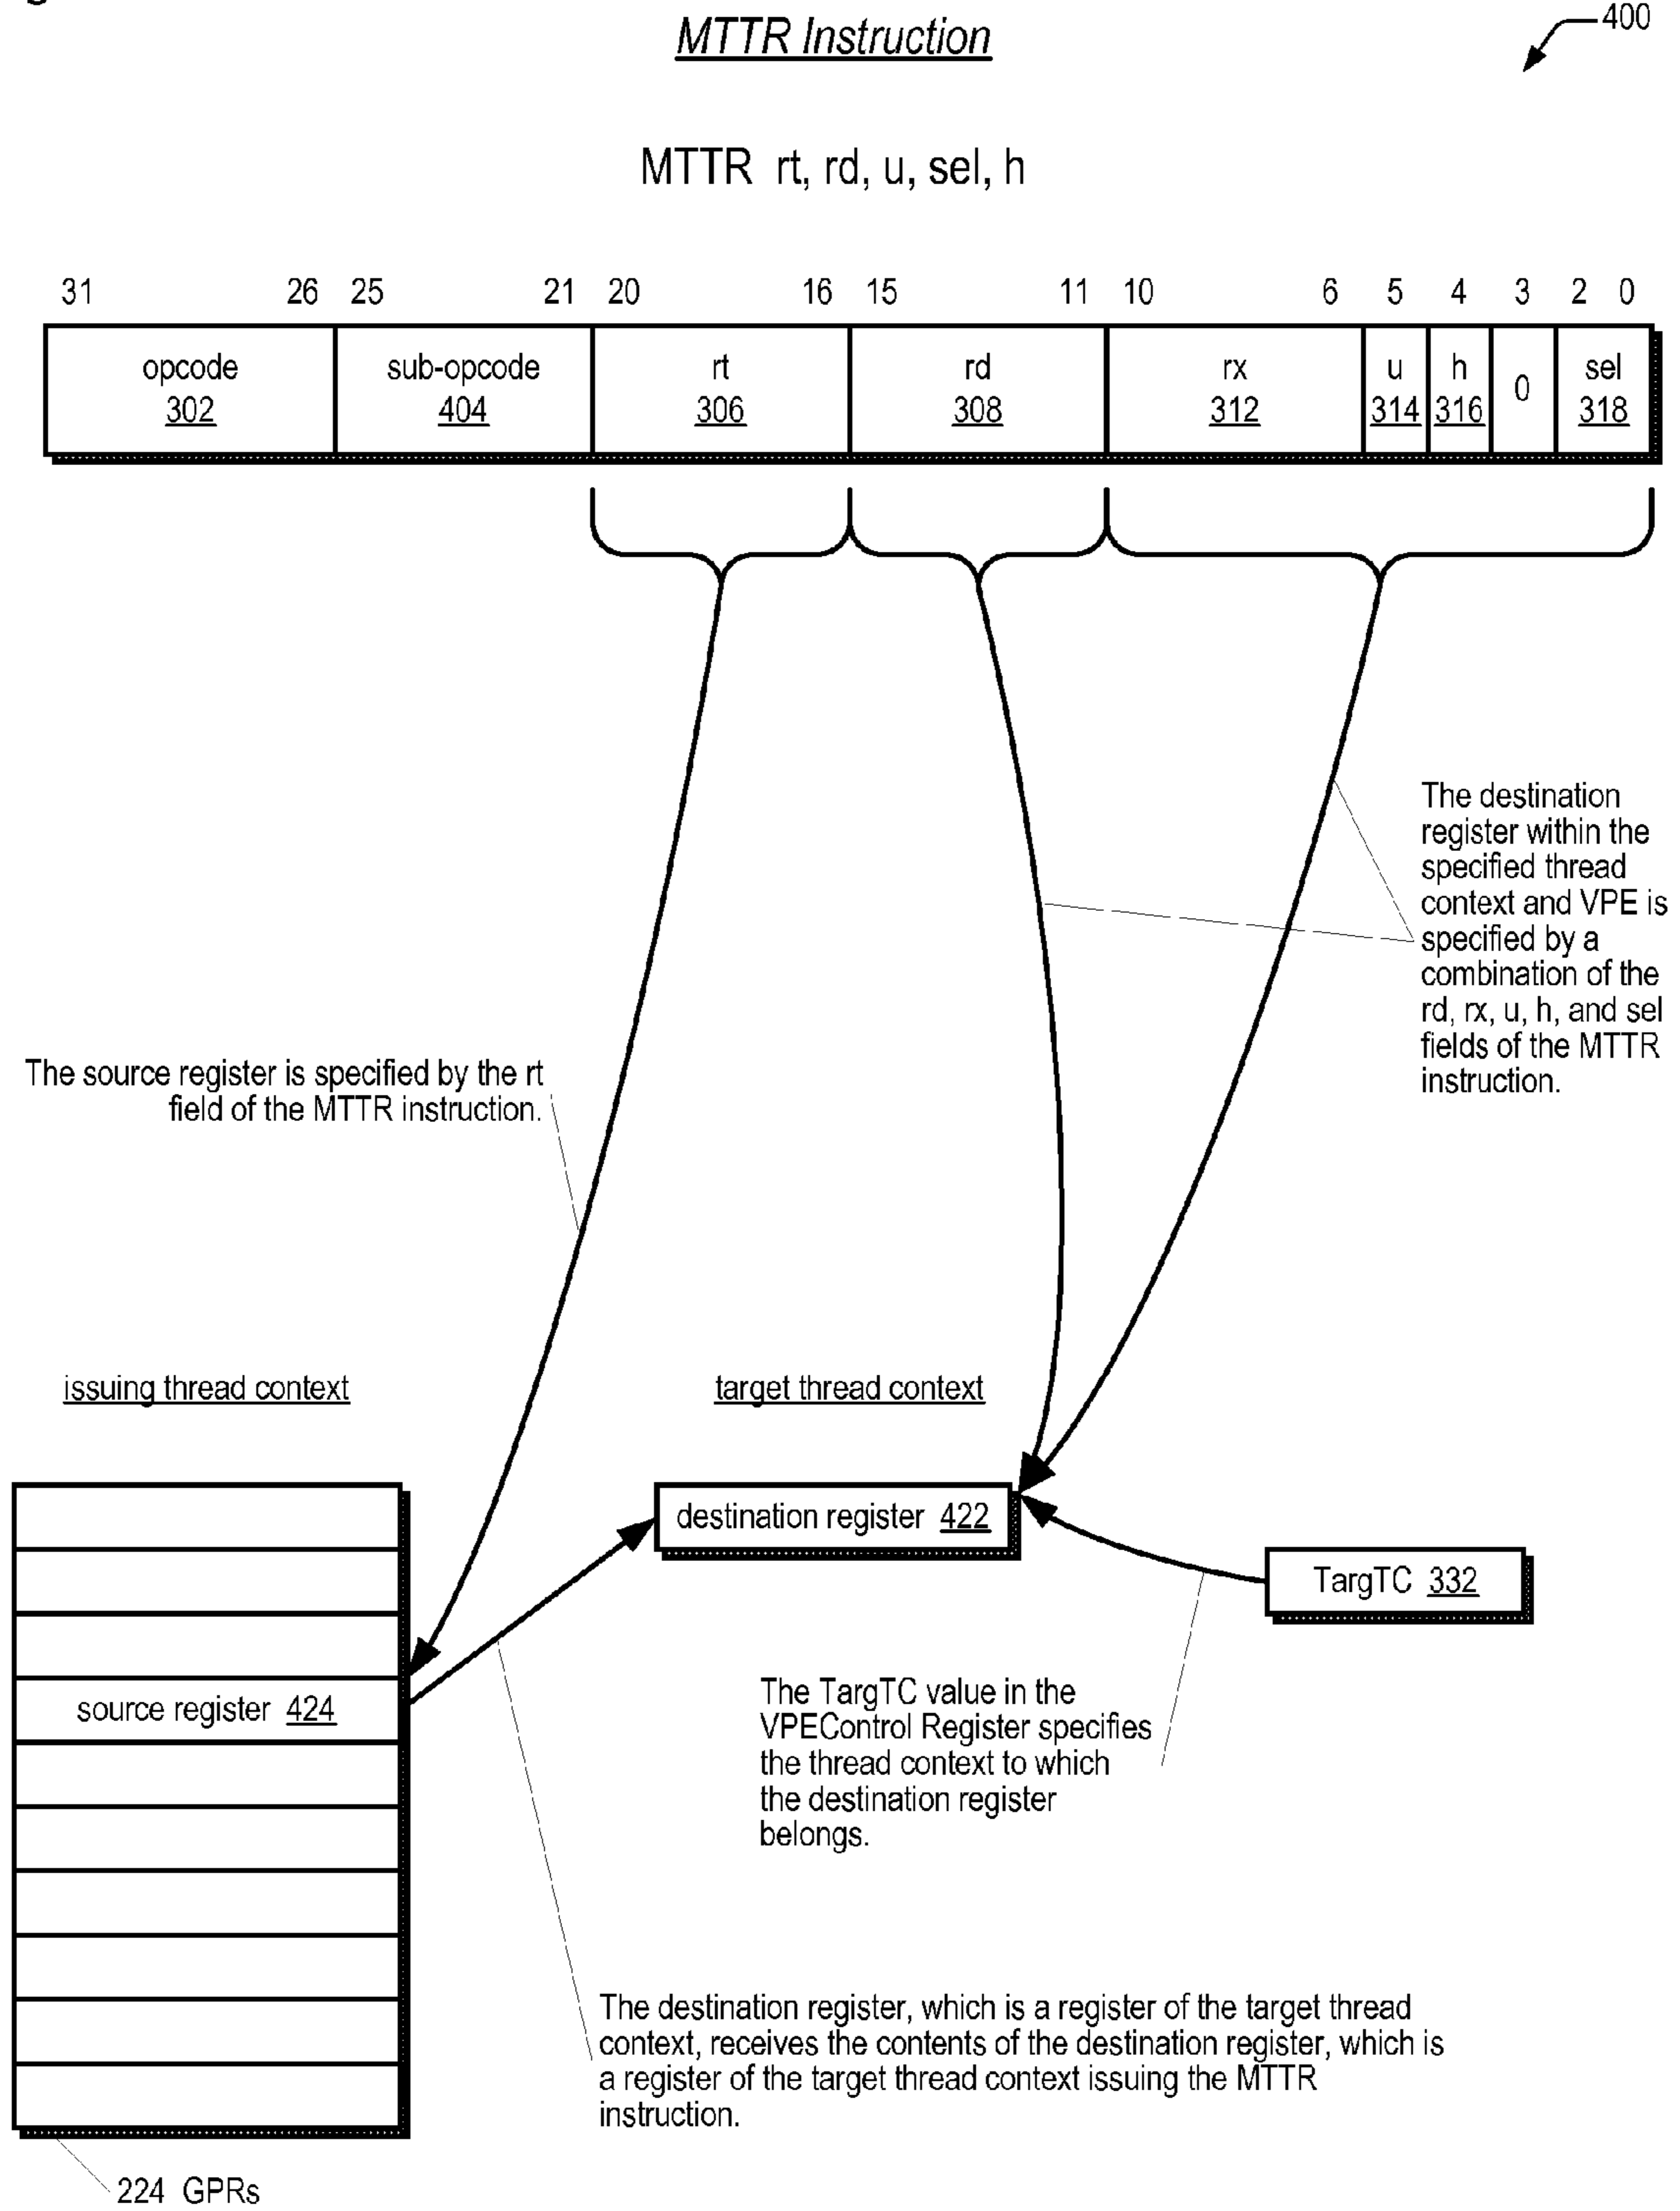 MTTR Instruction
400
MTTR rt, rd, u, sel, h
31 26 25 21 20 16 15 11 10 6 5 4 3 2 0
opcode sub-opcode rt rd rx u h 0 sel
302 404 306 308 312 314 316 318
The destination
register within the
specified thread
context and VPE is
specified by a
combination of the
rd, rx, u, h, and sel
fields of the MTTR
instruction.
The source register is specified by the rt
field of the MTTR instruction.
issuing thread context
target thread context
destination register 422
TargTC 332
source register 424
The TargTC value in the
VPEControl Register specifies
the thread context to which
the destination register
belongs.
The destination register, which is a register of the target thread
context, receives the contents of the destination register, which is
a register of the target thread context issuing the MTTR
instruction.
224 GPRs